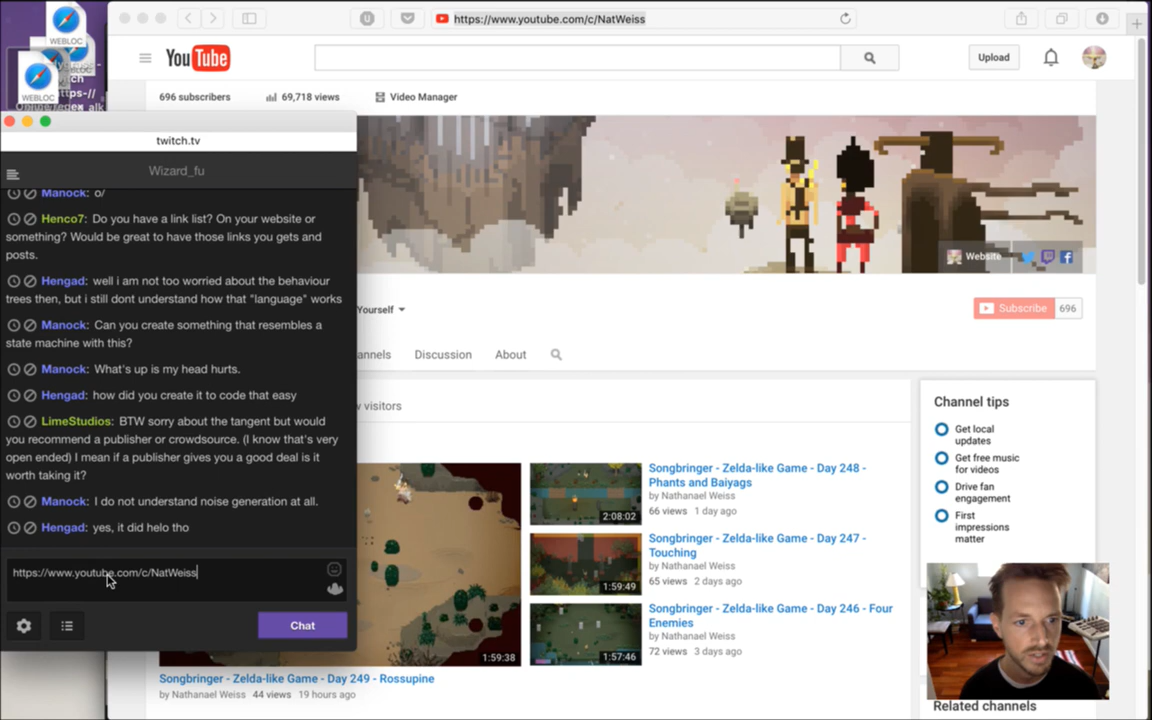 https://www.youtube.com/c/NatWeiss
WEBLOC
WEBLOC
YouTube
Upload
696 subscribers
69,718 views
Video Manager
twitch.tv
Wizard_fu
Manock: o/
Henco7: Do you have a link list? On your website or
something? Would be great to have those links you gets and
posts.
Hengad: well i am not too worried about the behaviour
trees then, but i still dont understand how that "language" works
Manock: Can you create something that resembles a
state machine with this?
Manock: What's up is my head hurts.
Hengad: how did you create it to code that easy
LimeStudios: BTW sorry about the tangent but would
you recommend a publisher or crowdsource. (I know that's very
open ended) I mean if a publisher gives you a good deal is it
worth taking it?
Manock: I do not understand noise generation at all.
Hengad: yes, it did helo tho
https://www.youtube.com/c/NatWeiss
Chat
Website
Yourself
Subscribe 696
annels
Discussion
About
visitors
1:59:38
Songbringer - Zelda-like Game - Day 249 - Rossupine
by Nathanael Weiss 44 views 19 hours ago
2:08:02
Songbringer - Zelda-like Game - Day 248 -
Phants and Baiyags
by Nathanael Weiss
66 views 1 day ago
1:59:49
Songbringer - Zelda-like Game - Day 247 -
Touching
by Nathanael Weiss
65 views 2 days ago
1:57:46
Songbringer - Zelda-like Game - Day 246 - Four
Enemies
by Nathanael Weiss
72 views 3 days ago
Channel tips
Get local
updates
Get free music
for videos
Drive fan
engagement
First
impressions
matter
Related channels